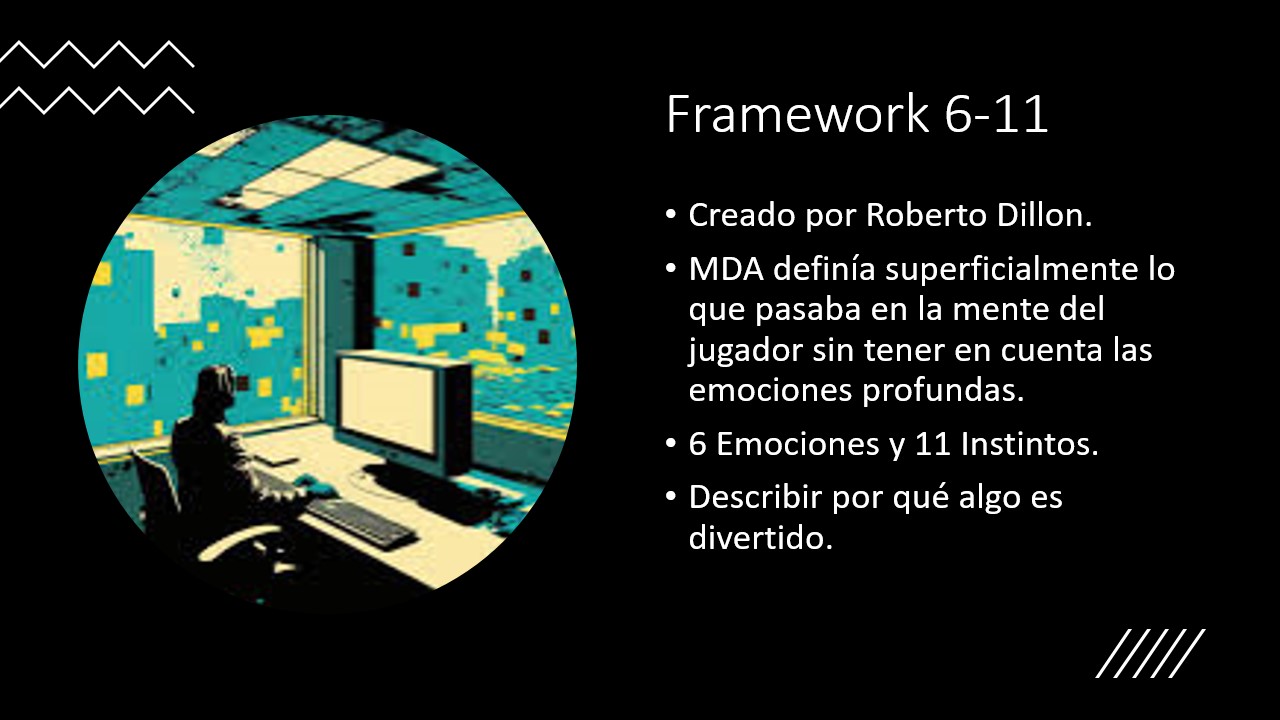 Framework 6-11
• Creado por Roberto Dillon.
• MDA definía superficialmente lo
que pasaba en la mente del
jugador sin tener en cuenta las
emociones profundas.
• 6 Emociones y 11 Instintos.
• Describir por qué algo es
divertido.